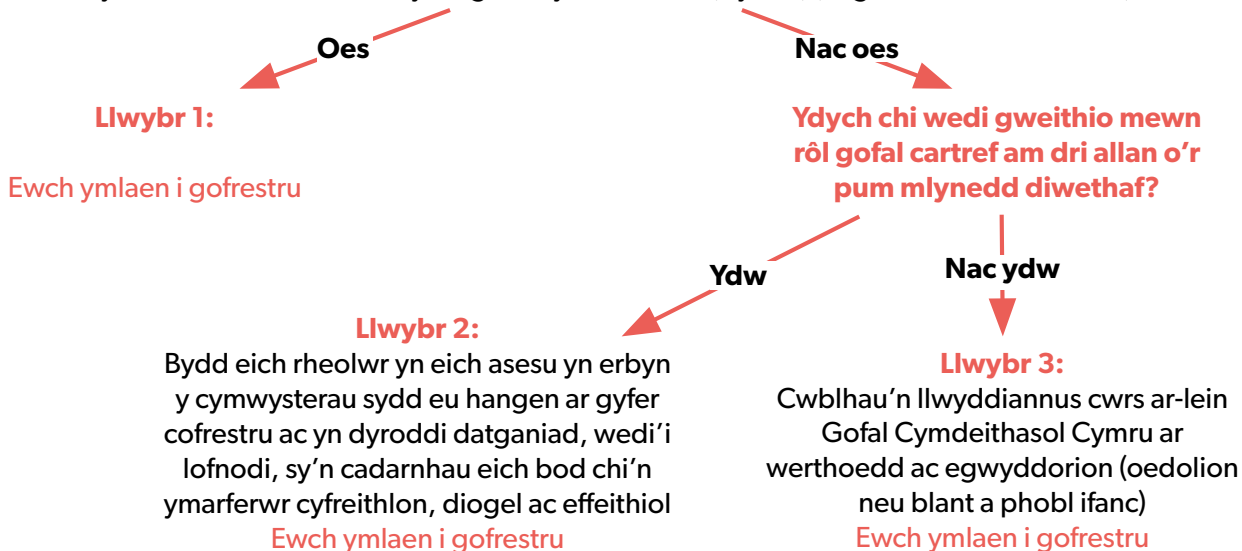 Oes
Nac oes
Llwybr 1:
Ewch ymlaen i gofrestru
Ydych chi wedi gweithio mewn
rôl gofal cartref am dri allan o’r
pum mlynedd diwethaf?
Ydw
Nac ydw
Llwybr 2:
Bydd eich rheolwr yn eich asesu yn erbyn
y cymwysterau sydd eu hangen ar gyfer
cofrestru ac yn dyroddi datganiad, wedi’i
lofnodi, sy’n cadarnhau eich bod chi’n
ymarferwr cyfreithlon, diogel ac effeithiol
Ewch ymlaen i gofrestru
Llwybr 3:
Cwblhau’n llwyddiannus cwrs ar-lein
Gofal Cymdeithasol Cymru ar
werthoedd ac egwyddorion (oedolion
neu blant a phobl ifanc)
Ewch ymlaen i gofrestru